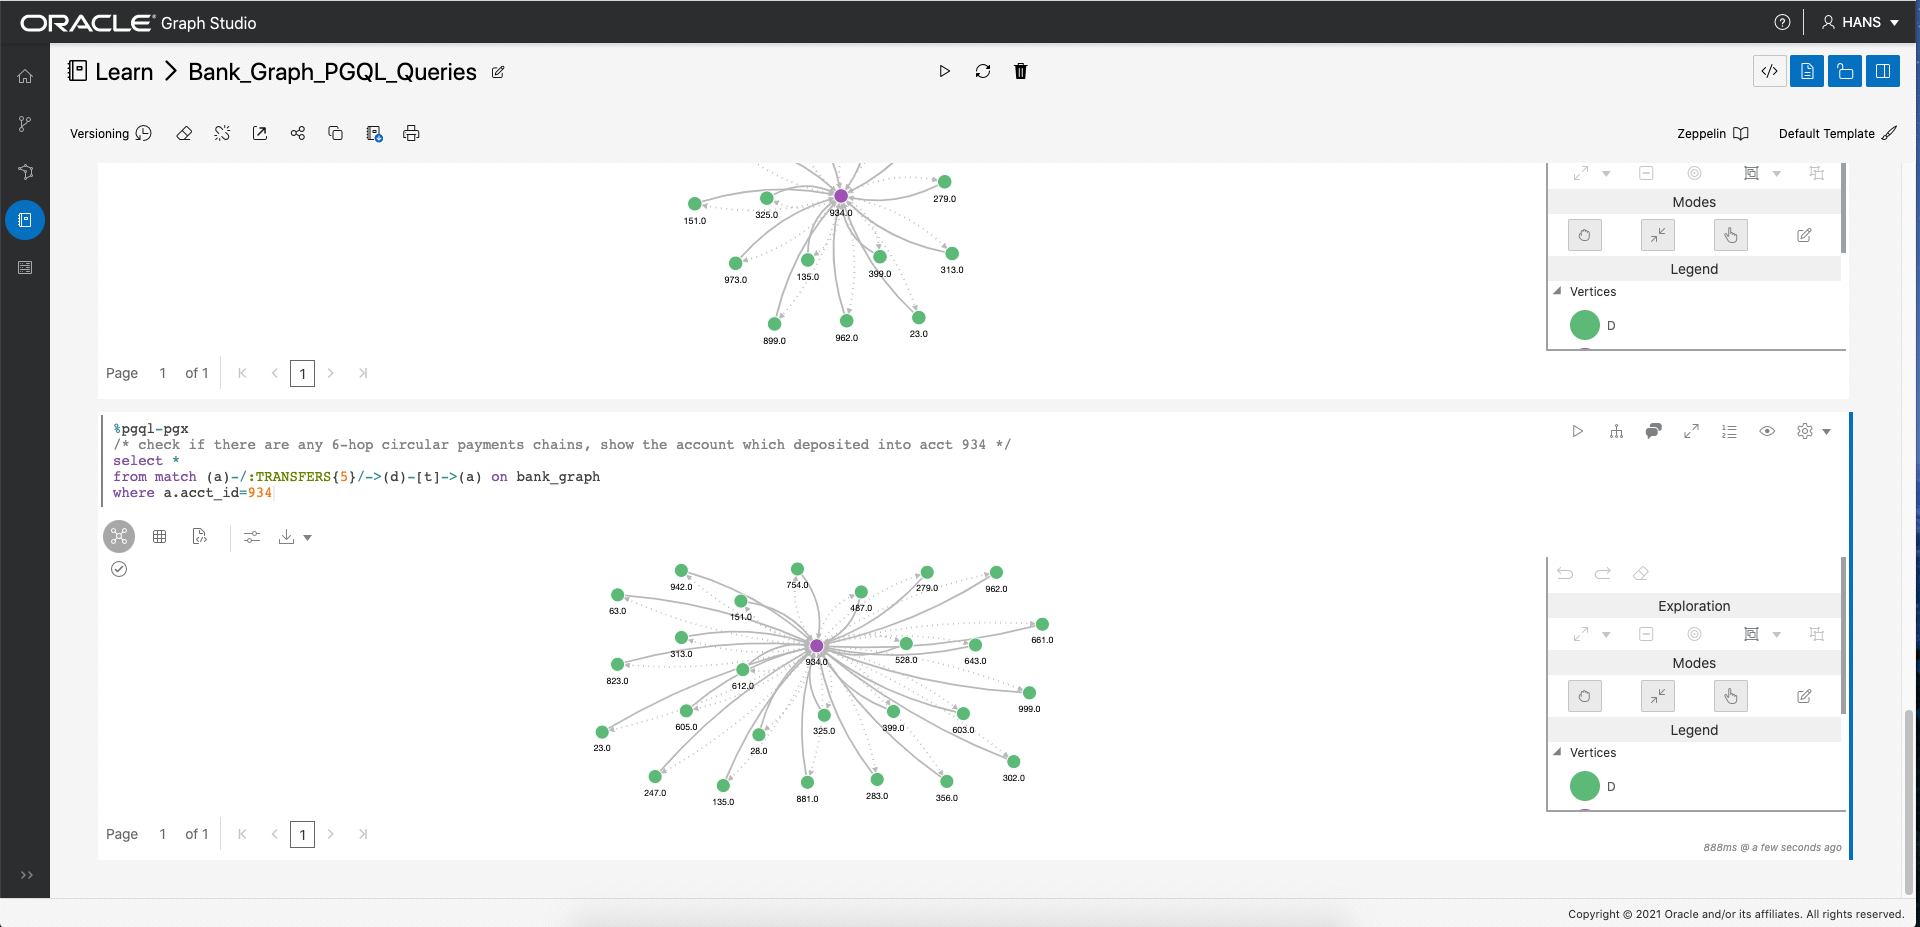 ORACLE Graph Studio
HANS
Learn > Bank_Graph_PGQL_Queries
Versioning
Zeppelin
Default Template
279.0
151.0
325.0
934.0
973.0
135.0
399.0
313.0
899.0
962.0
23.0
Modes
Legend
Vertices
D
Page 1 of 1
1
%pgql-pgx
/* check if there are any 6-hop circular payments chains, show the account which deposited into acct 934 */
select *
from match (a)-/:TRANSFERS{5}/->(d)-[t]->(a) on bank_graph
where a.acct_id=934
942.0
754.0
279.0
962.0
63.0
151.0
487.0
661.0
313.0
934.0
528.0
643.0
823.0
612.0
999.0
605.0
325.0
399.0
603.0
23.0
28.0
302.0
247.0
135.0
881.0
283.0
356.0
Exploration
Modes
Legend
Vertices
D
Page 1 of 1
1
888ms @ a few seconds ago
Copyright © 2021 Oracle and/or its affiliates. All rights reserved.